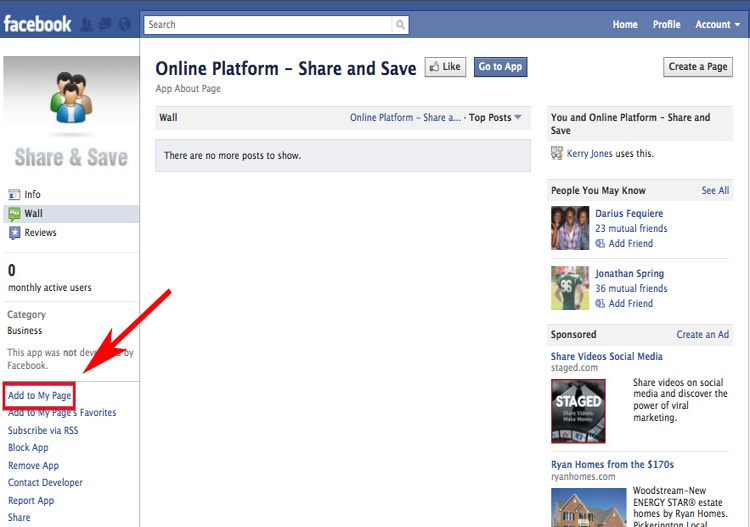 facebook
Search
Home Profile Account
Share & Save
Info
Wall
Reviews
0
monthly active users
Category
Business
This app was not developed by
Facebook.
Add to My Page
Add to My Page's Favorites
Subscribe via RSS
Block App
Remove App
Contact Developer
Report App
Share
Online Platform – Share and Save
Like
Go to App
Create a Page
App About Page
Wall
Online Platform – Share a... · Top Posts
There are no more posts to show.
You and Online Platform – Share and
Save
Kerry Jones uses this.
People You May Know
See All
Darius Fequiere
23 mutual friends
Add Friend
Jonathan Spring
36 mutual friends
Add Friend
96
Sponsored
Create an Ad
Share Videos Social Media
staged.com
STAGED
Share Videos
Make Money
Share videos on social
media and discover the
power of viral
marketing.
Ryan Homes from the $170s
ryanhomes.com
Woodstream–New
ENERGY STAR® estate
homes by Ryan Homes.
Pickerington Local